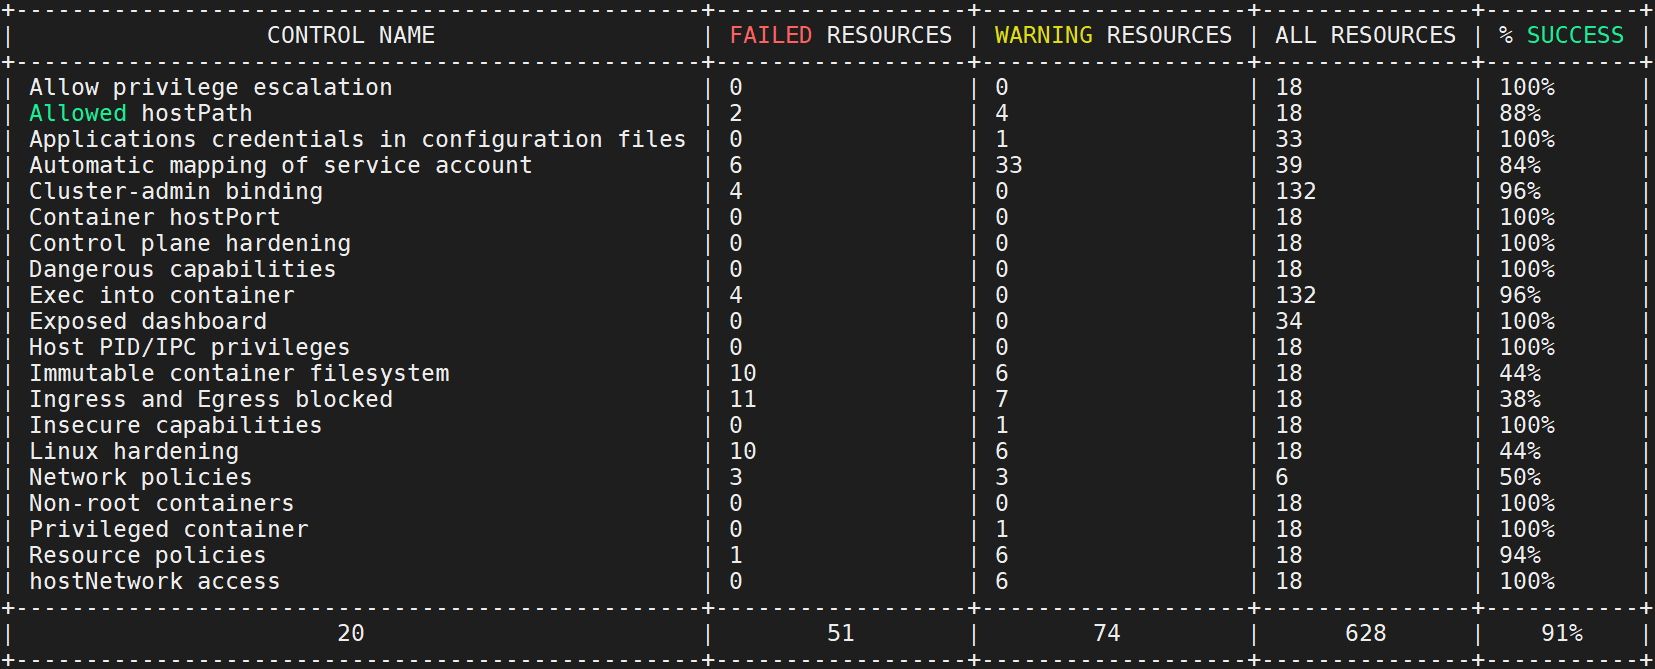 +-------------------------------------------------+------------------+-------------------+---------------+-----------+
| CONTROL NAME | FAILED RESOURCES | WARNING RESOURCES | ALL RESOURCES | % SUCCESS |
+-------------------------------------------------+------------------+-------------------+---------------+-----------+
| Allow privilege escalation | 0 | 0 | 18 | 100% |
| Allowed hostPath | 2 | 4 | 18 | 88% |
| Applications credentials in configuration files | 0 | 1 | 33 | 100% |
| Automatic mapping of service account | 6 | 33 | 39 | 84% |
| Cluster-admin binding | 4 | 0 | 132 | 96% |
| Container hostPort | 0 | 0 | 18 | 100% |
| Control plane hardening | 0 | 0 | 18 | 100% |
| Dangerous capabilities | 0 | 0 | 18 | 100% |
| Exec into container | 4 | 0 | 132 | 96% |
| Exposed dashboard | 0 | 0 | 34 | 100% |
| Host PID/IPC privileges | 0 | 0 | 18 | 100% |
| Immutable container filesystem | 10 | 6 | 18 | 44% |
| Ingress and Egress blocked | 11 | 7 | 18 | 38% |
| Insecure capabilities | 0 | 1 | 18 | 100% |
| Linux hardening | 10 | 6 | 18 | 44% |
| Network policies | 3 | 3 | 6 | 50% |
| Non-root containers | 0 | 0 | 18 | 100% |
| Privileged container | 0 | 1 | 18 | 100% |
| Resource policies | 1 | 6 | 18 | 94% |
| hostNetwork access | 0 | 6 | 18 | 100% |
+-------------------------------------------------+------------------+-------------------+---------------+-----------+
| 20 | 51 | 74 | 628 | 91% |
+-------------------------------------------------+------------------+-------------------+---------------+-----------+